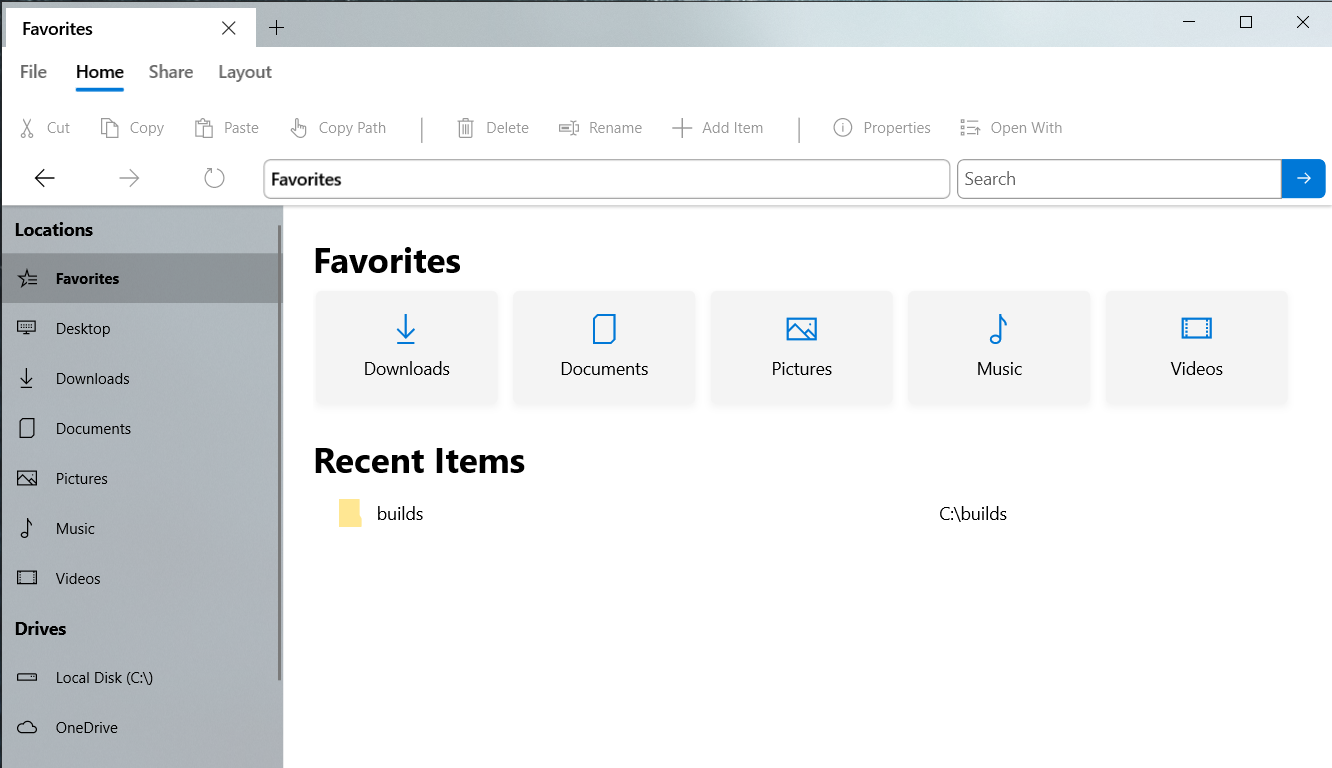 Favorites
File Home Share Layout
Cut Copy Paste Copy Path Delete Rename Add Item Properties Open With
Favorites Search
Locations
Favorites
Desktop
Downloads
Documents
Pictures
Music
Videos
Drives
Local Disk (C:\)
OneDrive
Favorites
Downloads Documents Pictures Music Videos
Recent Items
builds C:\builds